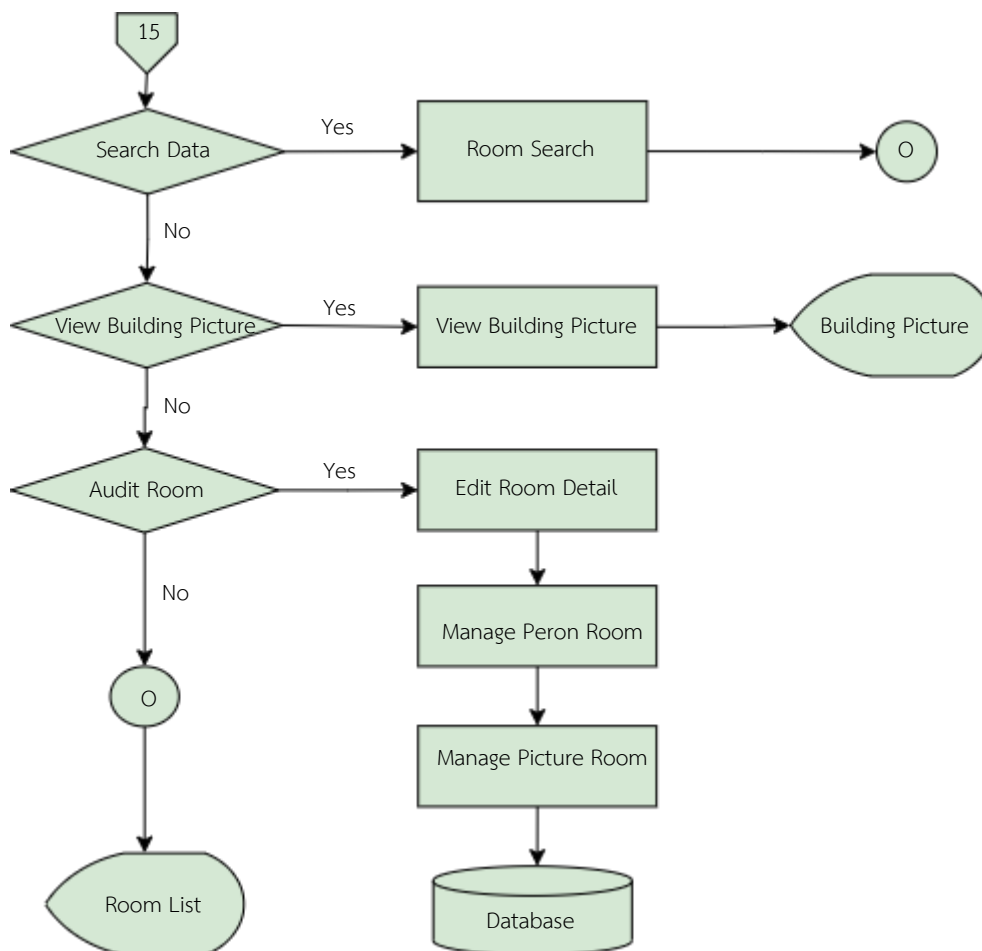 15
Search Data
Yes
Room Search
O
No
View Building Picture
Yes
View Building Picture
Building Picture
No
Audit Room
Yes
Edit Room Detail
No
Manage Peron Room
O
Manage Picture Room
Room List
Database